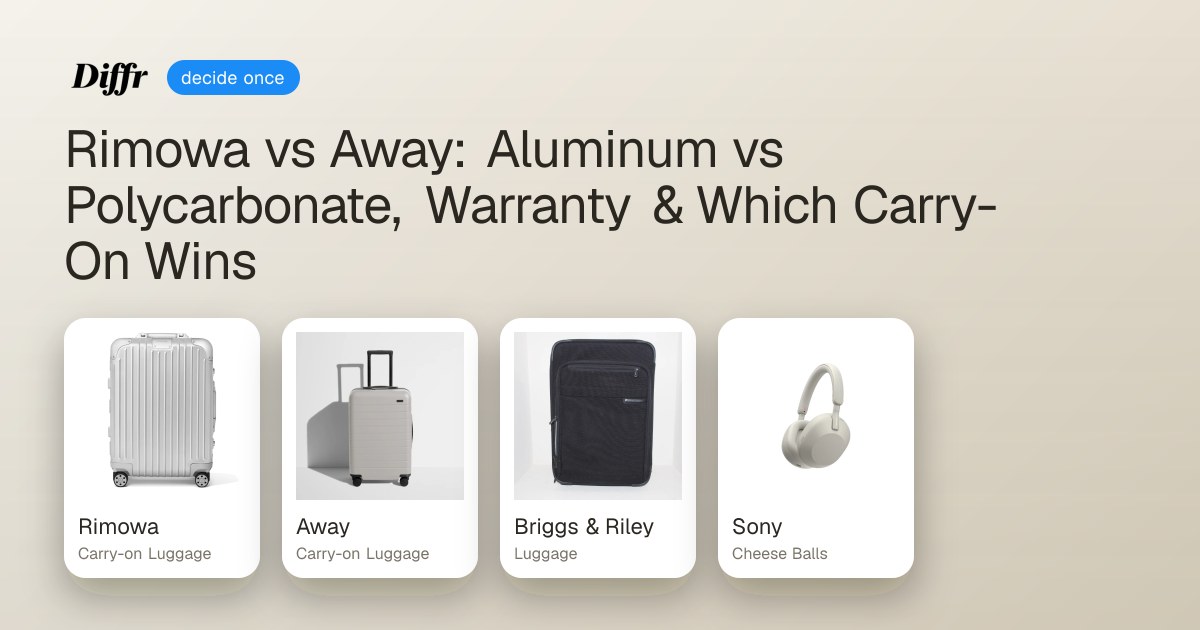 Diffr decide once
Rimowa vs Away: Aluminum vs
Polycarbonate, Warranty & Which Carry-
On Wins
Rimowa
Carry-on Luggage
Away
Carry-on Luggage
Briggs & Riley
Luggage
Sony
Cheese Balls